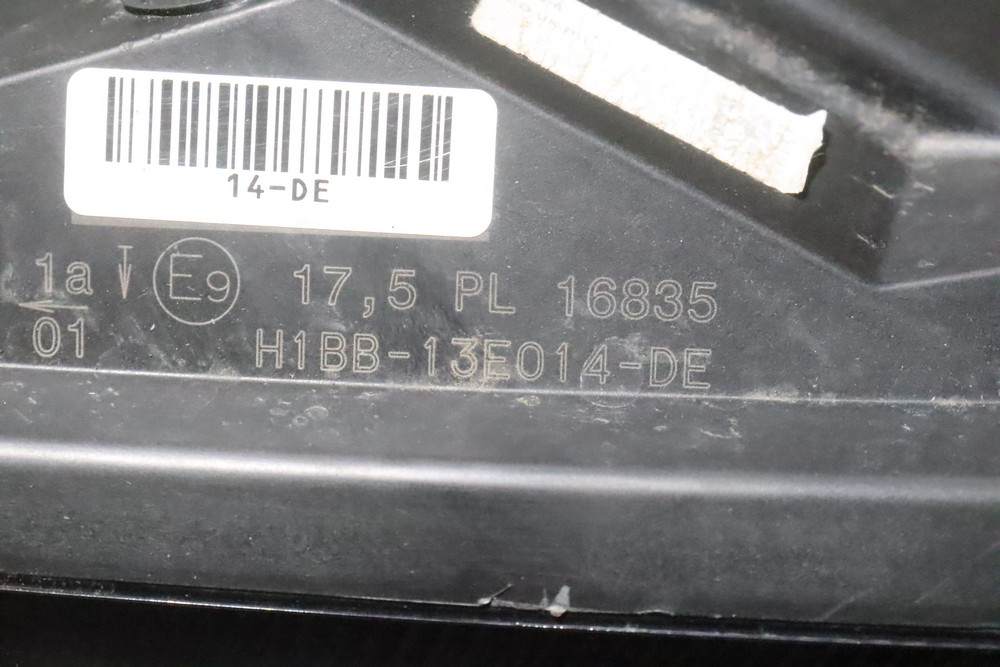 14-DE
1a E9 17,5 PL 16835
01 H1BB-13E014-DE